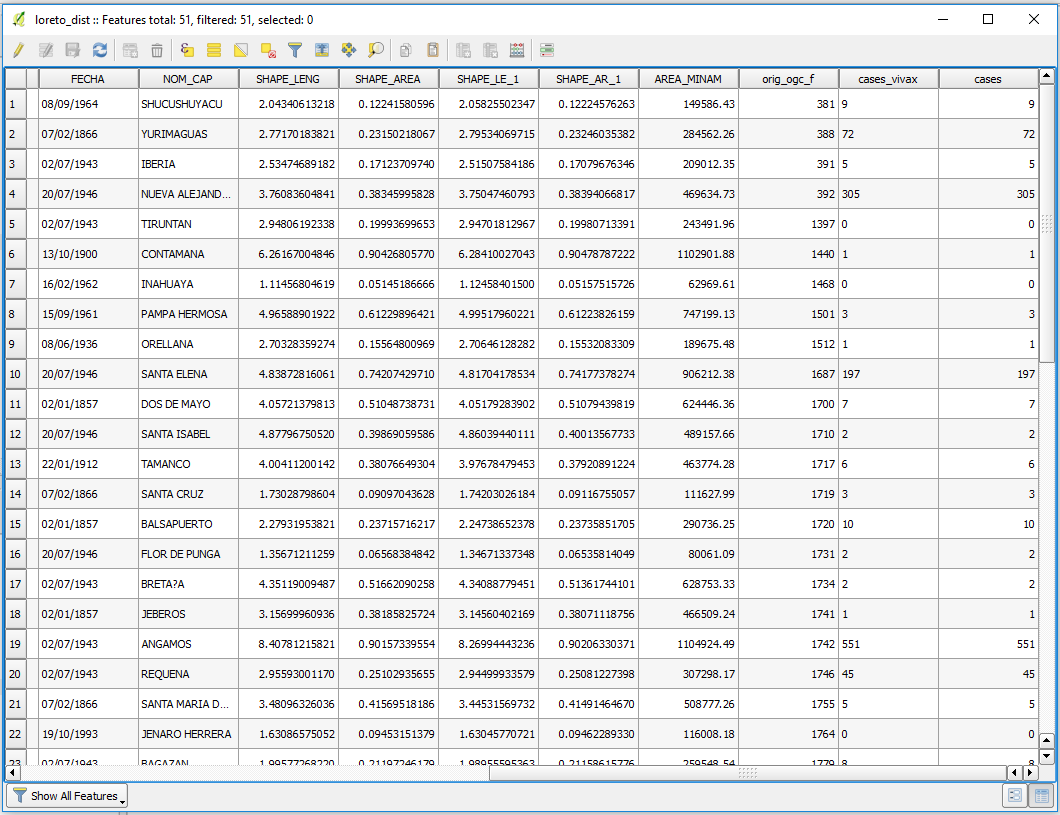 loreto_dist :: Features total: 51, filtered: 51, selected: 0
FECHA NOM_CAP SHAPE_LENG SHAPE_AREA SHAPE_LE_1 SHAPE_AR_1 AREA_MINAM orig_ogc_f cases_vivax cases
1 08/09/1964 SHUCUSHUYACU 2.04340613218 0.12241580596 2.05825502347 0.12224576263 149586.43 381 9 9
2 07/02/1866 YURIMAGUAS 2.77170183821 0.23150218067 2.79534069715 0.23246035382 284562.26 388 72 72
3 02/07/1943 IBERIA 2.53474689182 0.17123709740 2.51507584186 0.17079676346 209012.35 391 5 5
4 20/07/1946 NUEVA ALEJAND... 3.76083604841 0.38345995828 3.75047460793 0.38394066817 469634.73 392 305 305
5 02/07/1943 TIRUNTAN 2.94806192338 0.19993699653 2.94701812967 0.19980713391 243491.96 1397 0 0
6 13/10/1900 CONTAMANA 6.26167004846 0.90426805770 6.28410027043 0.90478787222 1102901.88 1440 1 1
7 16/02/1962 INAHUAYA 1.11456804619 0.05145186666 1.12458401500 0.05157515726 62969.61 1468 0 0
8 15/09/1961 PAMPA HERMOSA 4.96588901922 0.61229896421 4.99517960221 0.61223826159 747199.13 1501 3 3
9 08/06/1936 ORELLANA 2.70328359274 0.15564800969 2.70646128282 0.15532083309 189675.48 1512 1 1
10 20/07/1946 SANTA ELENA 4.83872816061 0.74207429710 4.81704178534 0.74177378274 906212.38 1687 197 197
11 02/01/1857 DOS DE MAYO 4.05721379813 0.51048738731 4.05179283902 0.51079439819 624446.36 1700 7 7
12 20/07/1946 SANTA ISABEL 4.87796750520 0.39869059586 4.86039440111 0.40013567733 489157.66 1710 2 2
13 22/01/1912 TAMANCO 4.00411200142 0.38076649304 3.97678479453 0.37920891224 463774.28 1717 6 6
14 07/02/1866 SANTA CRUZ 1.73028798604 0.09097043628 1.74203026184 0.09116755057 111627.99 1719 3 3
15 02/01/1857 BALSAPUERTO 2.27931953821 0.23715716217 2.24738652378 0.23735851705 290736.25 1720 10 10
16 20/07/1946 FLOR DE PUNGA 1.35671211259 0.06568384842 1.34671337348 0.06535814049 80061.09 1731 2 2
17 02/07/1943 BRETA?A 4.35119009487 0.51662090258 4.34088779451 0.51361744101 628753.33 1734 2 2
18 02/01/1857 JEBEROS 3.15699960936 0.38185825724 3.14560402169 0.38071118756 466509.24 1741 1 1
19 02/07/1943 ANGAMOS 8.40781215821 0.90157339554 8.26994443236 0.90206330371 1104924.49 1742 551 551
20 02/07/1943 REQUENA 2.95593001170 0.25102935655 2.94499933579 0.25081227398 307298.17 1746 45 45
21 07/02/1866 SANTA MARIA D... 3.48096326036 0.41569518186 3.44531569732 0.41491464670 508777.26 1755 5 5
22 19/10/1993 JENARO HERRERA 1.63086575052 0.09453151379 1.63045770721 0.09462289330 116008.18 1764 0 0
23 02/07/1943 BAGAZAN 1.99577268220 0.21197246179 1.98955595363 0.21158615776 259548.54 1779 8 8
Show All Features